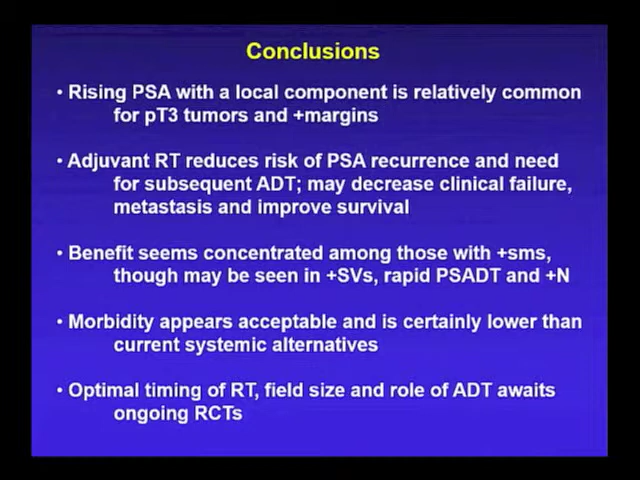 Conclusions
• Rising PSA with a local component is relatively common
for pT3 tumors and +margins
• Adjuvant RT reduces risk of PSA recurrence and need
for subsequent ADT; may decrease clinical failure,
metastasis and improve survival
• Benefit seems concentrated among those with +sms,
though may be seen in +SVs, rapid PSADT and +N
• Morbidity appears acceptable and is certainly lower than
current systemic alternatives
• Optimal timing of RT, field size and role of ADT awaits
ongoing RCTs